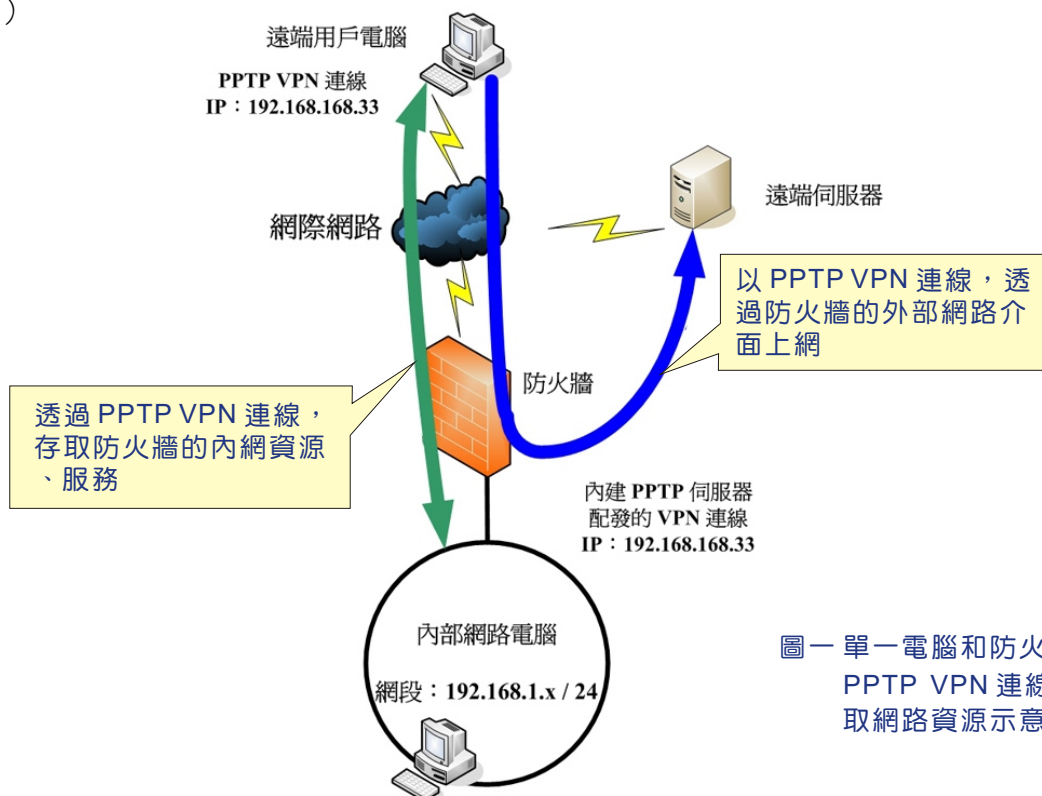 ）
遠端用戶電腦
PPTP VPN 連線
IP：192.168.168.33
遠端伺服器
網際網路
以 PPTP VPN 連線，透
過防火牆的外部網路介
面上網
防火牆
透過 PPTP VPN 連線，
存取防火牆的內網資源
、服務
內建 PPTP 伺服器
配發的 VPN 連線
IP：192.168.168.33
內部網路電腦
網段：192.168.1.x / 24
圖一 單一電腦和防火
PPTP VPN 連線
取網路資源示意